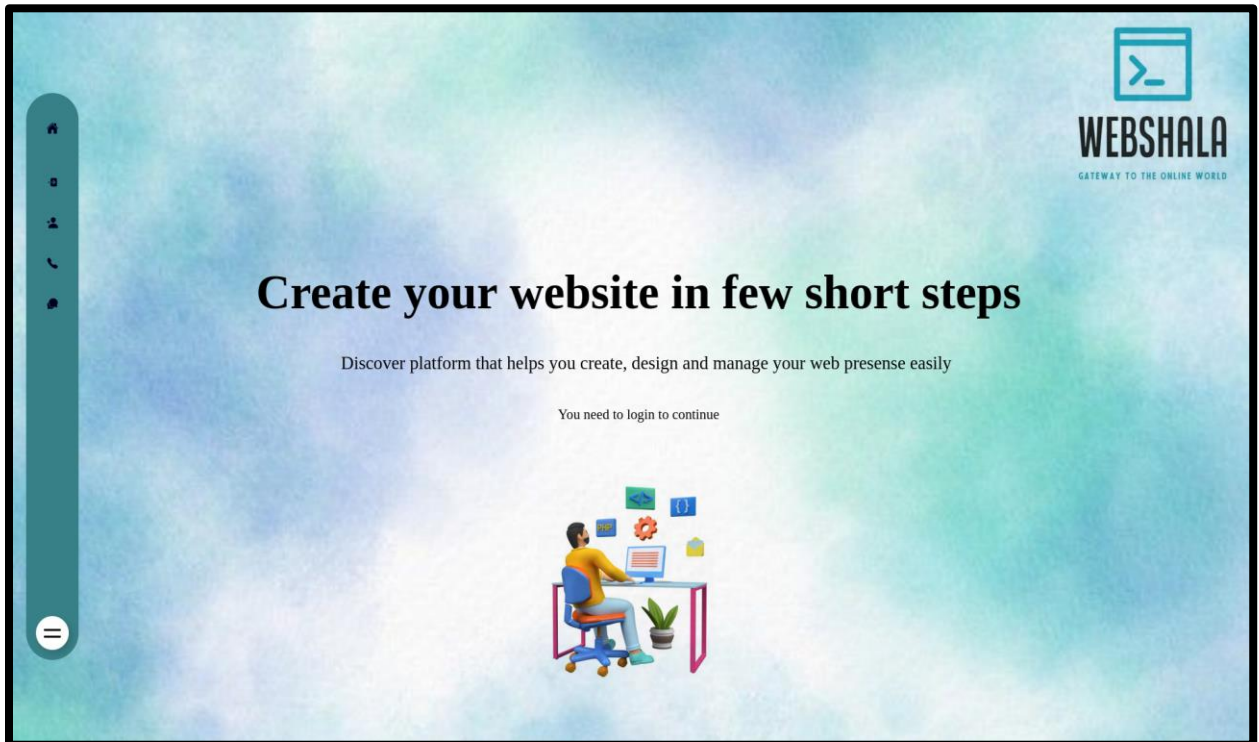 WEBSHALA
GATEWAY TO THE ONLINE WORLD
Create your website in few short steps
Discover platform that helps you create, design and manage your web presense easily
You need to login to continue
PHP